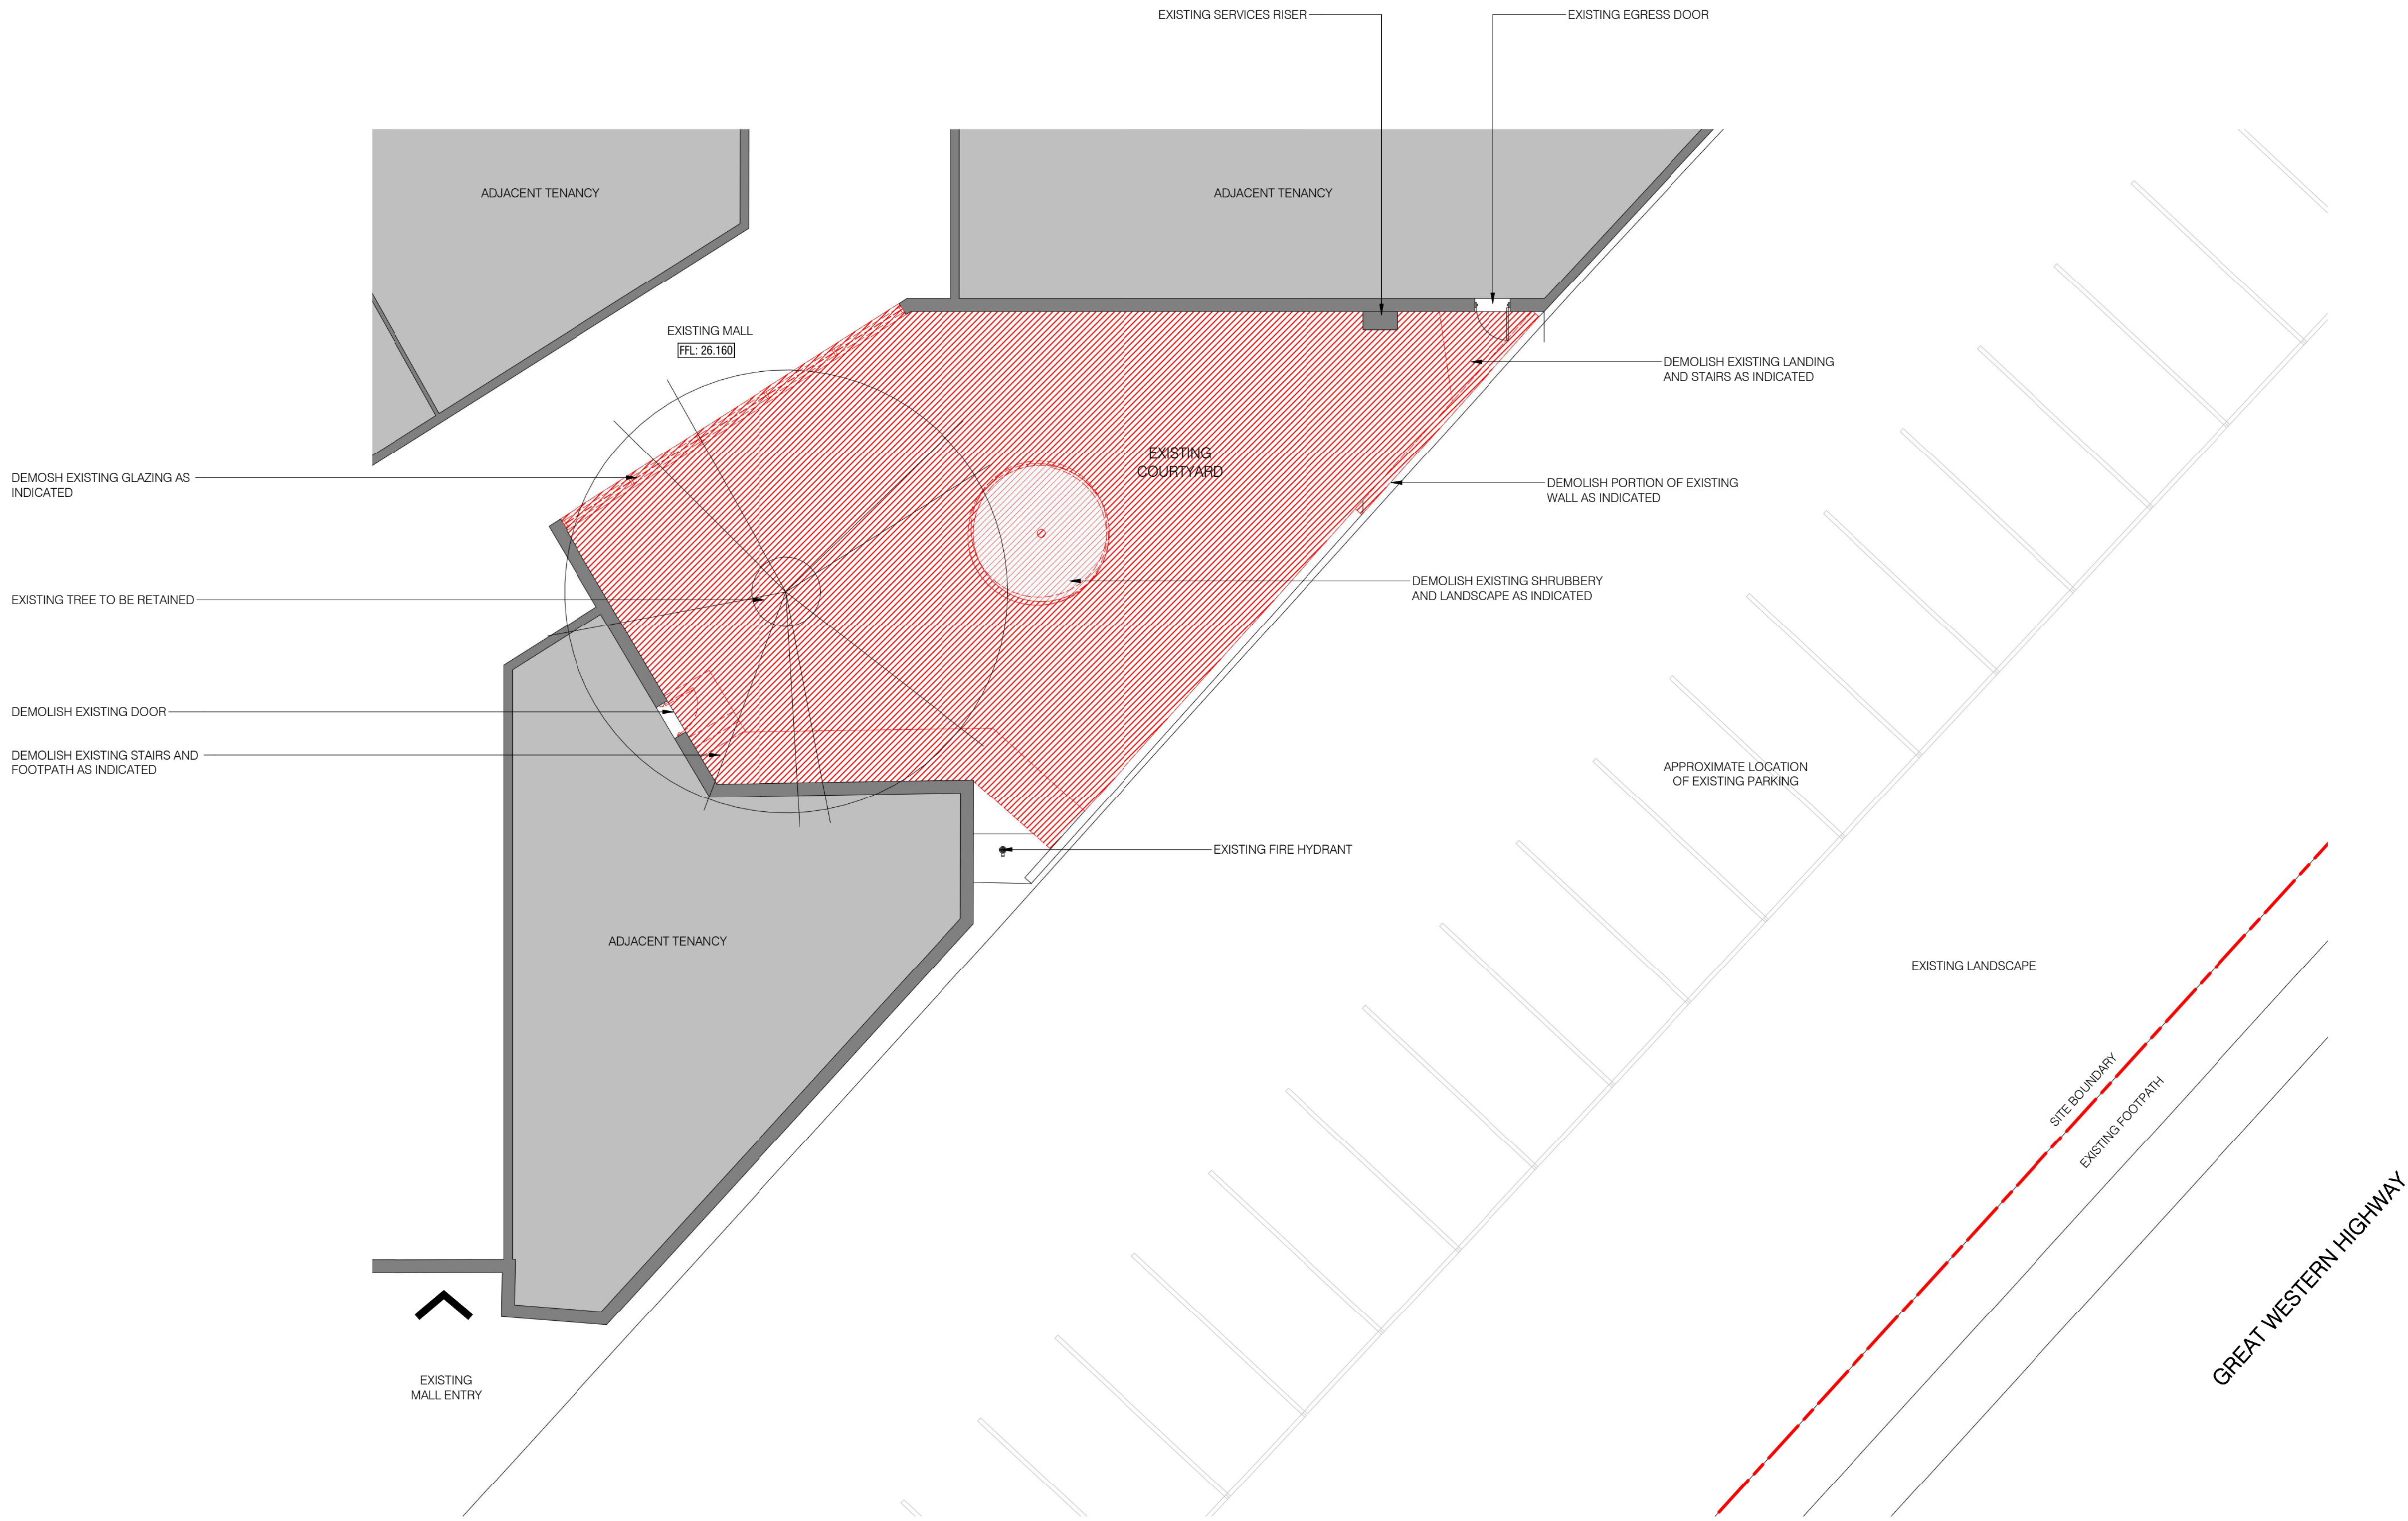 EXISTING SERVICES RISER
EXISTING EGRESS DOOR
ADJACENT TENANCY
ADJACENT TENANCY
EXISTING MALL
FFL: 26.160
DEMOLISH EXISTING LANDING
AND STAIRS AS INDICATED
EXISTING
COURTYARD
DEMOSH EXISTING GLAZING AS
INDICATED
DEMOLISH PORTION OF EXISTING
WALL AS INDICATED
DEMOLISH EXISTING SHRUBBERY
AND LANDSCAPE AS INDICATED
EXISTING TREE TO BE RETAINED
DEMOLISH EXISTING DOOR
DEMOLISH EXISTING STAIRS AND
FOOTPATH AS INDICATED
APPROXIMATE LOCATION
OF EXISTING PARKING
EXISTING FIRE HYDRANT
ADJACENT TENANCY
EXISTING LANDSCAPE
SITE BOUNDARY
EXISTING FOOTPATH
GREAT WESTERN HIGHWAY
EXISTING
MALL ENTRY